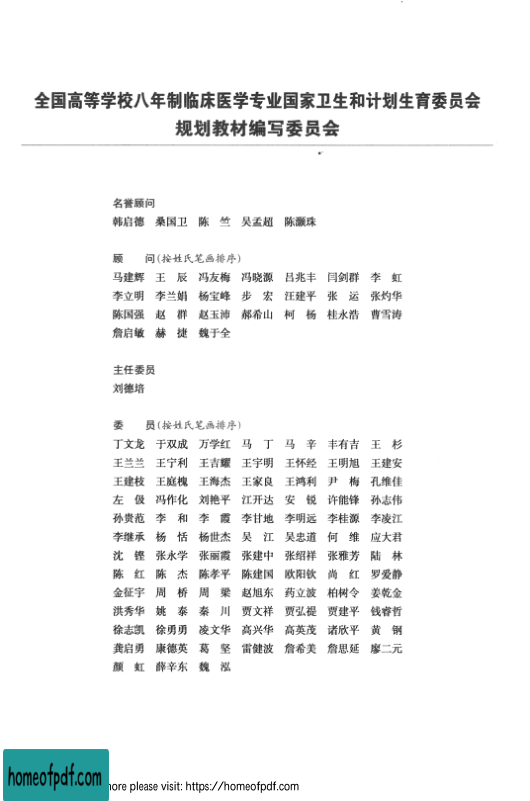 全国高等学校八年制临床医学专业国家卫生和计划生育委员会
规划教材编写委员会
名誉顾问
韩启德 桑国卫 陈 竺 吴孟超 陈灏珠
顾 问(按姓氏笔画排序)
马建辉 王 辰 冯友梅 冯晓源 吕兆丰 闫剑群 李 虹
李立明 李兰娟 杨宝峰 步 宏 汪建平 张 运 张灼华
陈国强 赵 群 赵玉沛 郝希山 柯 杨 桂永浩 曹雪涛
詹启敏 赫 捷 魏于全
主任委员
刘德培
委 员(按姓氏笔画排序)
丁文龙 于双成 万学红 马 丁 马 辛 丰有吉 王 杉
王兰兰 王宁利 王吉耀 王宇明 王怀经 王明旭 王建安
王建枝 王庭槐 王海杰 王家良 王鸿利 尹 梅 孔维佳
左 伋 冯作化 刘艳平 江开达 安 锐 许能锋 孙志伟
孙贵范 李 和 李 霞 李甘地 李明远 李桂源 李凌江
李继承 杨 恬 杨世杰 吴 江 吴忠道 何 维 应大君
沈 铿 张永学 张丽霞 张建中 张绍祥 张雅芳 陆 林
陈 红 陈 杰 陈孝平 陈建国 欧阳钦 尚 红 罗爱静
金征宇 周 桥 周 梁 赵旭东 药立波 柏树令 姜乾金
洪秀华 姚 泰 秦 川 贾文祥 贾弘禔 贾建平 钱睿哲
徐志凯 徐勇勇 凌文华 高兴华 高英茂 诸欣平 黄 钢
龚启勇 康德英 葛 坚 雷健波 詹希美 詹思延 廖二元
颜 虹 薛辛东 魏 泓
homeofpdf.com
ore please visit: https://homeofpdf.com